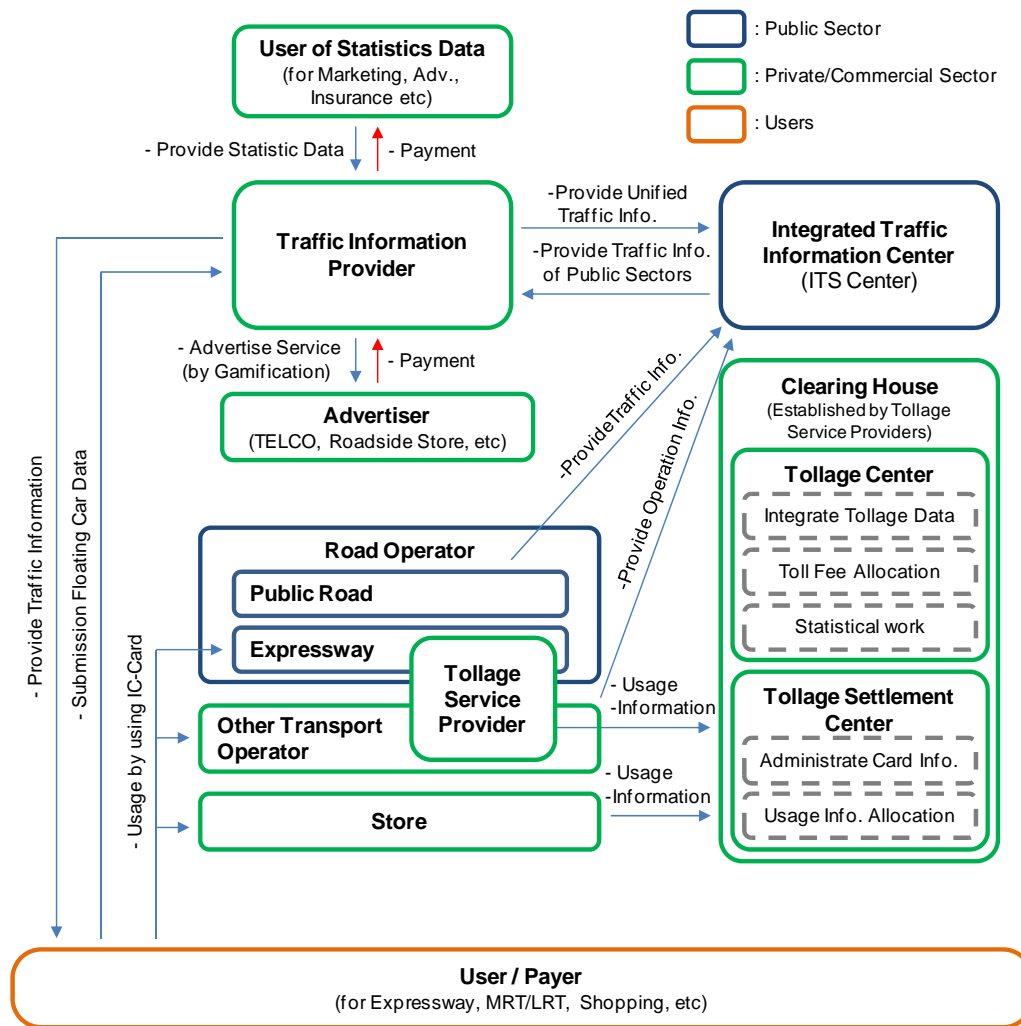 User of Statistics Data
(for Marketing, Adv.,
Insurance etc)
: Public Sector
: Private/Commercial Sector
: Users
- Provide Statistic Data
- Payment
Traffic Information
Provider
-Provide Unified
Traffic Info.
-Provide Traffic Info.
of Public Sectors
Integrated Traffic
Information Center
(ITS Center)
- Advertise Service
(by Gamification)
- Payment
Advertiser
(TELCO, Roadside Store, etc)
-ProvideTraffic Info.
-Provide Operation Info.
Clearing House
(Established by Tollage
Service Providers)
Tollage Center
Integrate Tollage Data
Toll Fee Allocation
Statistical work
Tollage Settlement
Center
Administrate Card Info.
Usage Info. Allocation
Road Operator
Public Road
Expressway
Tollage
Service
Provider
Other Transport
Operator
Store
- Usage
-Information
- Usage
-Information
- Provide Traffic Information
- Submission Floating Car Data
- Usage by using IC-Card
User / Payer
(for Expressway, MRT/LRT,  Shopping, etc)